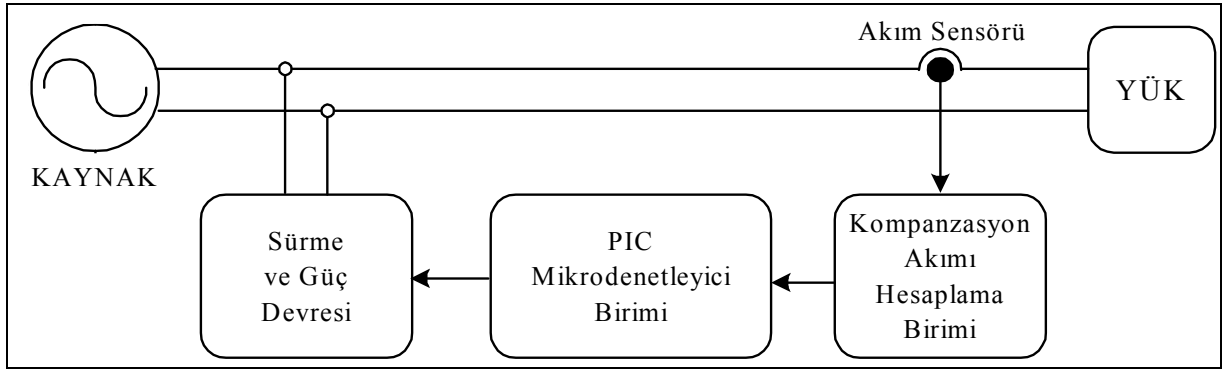 Akım Sensörü
YÜK
KAYNAK
Sürme
ve Güç
Devresi
PIC
Mikrodenetleyici
Birimi
Kompanzasyon
Akımı
Hesaplama
Birimi